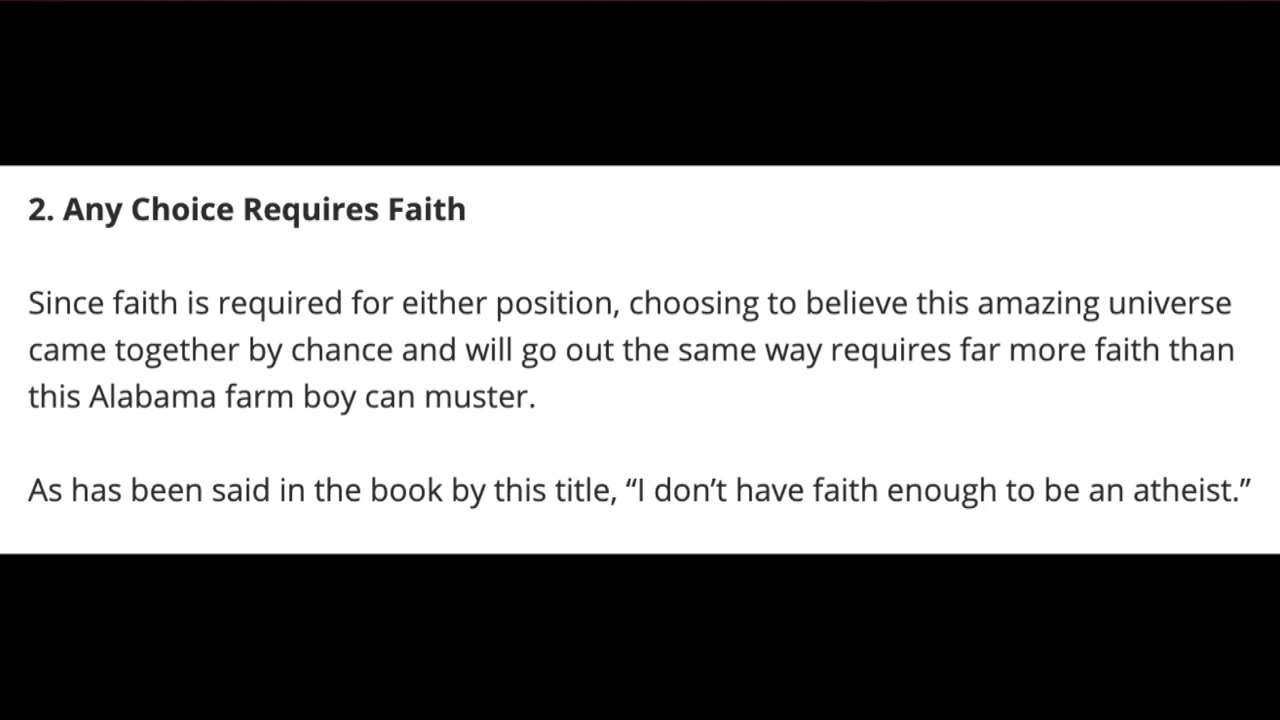 2. Any Choice Requires Faith
Since faith is required for either position, choosing to believe this amazing universe
came together by chance and will go out the same way requires far more faith than
this Alabama farm boy can muster.
As has been said in the book by this title, “I don’t have faith enough to be an atheist.”